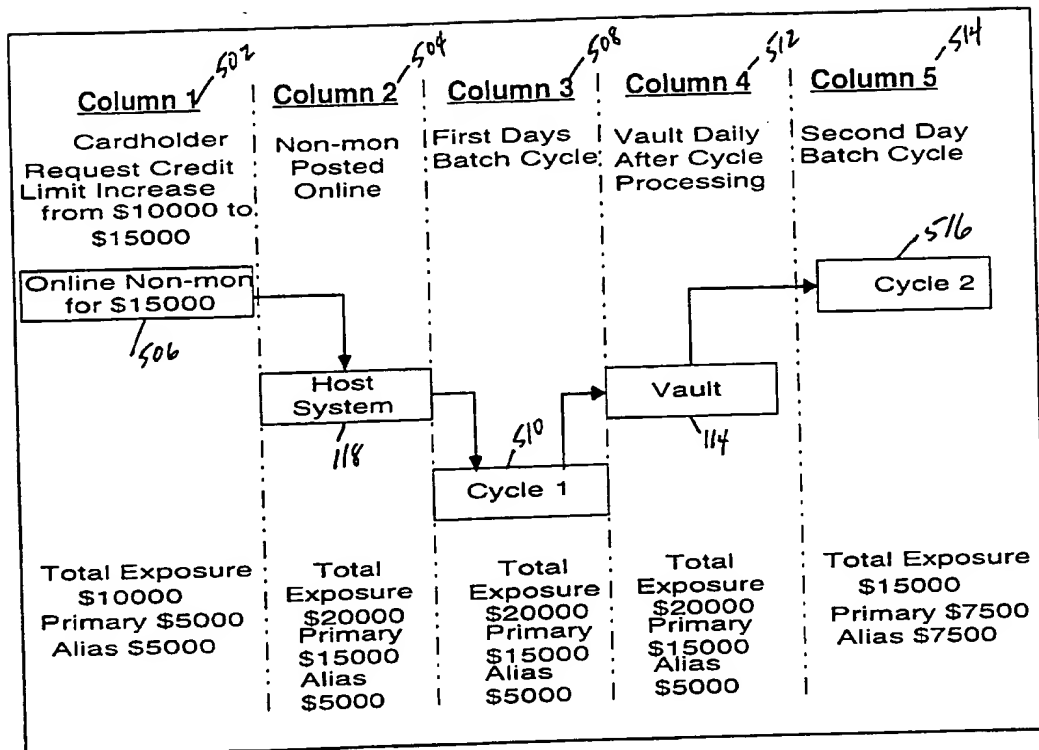 502
504
508
512
514
Column 1
Column 2
Column 3
Column 4
Column 5
Cardholder
Request Credit
Limit Increase
from $10000 to
$15000
Non-mon
Posted
Online
First Days
Batch Cycle
Vault Daily
After Cycle
Processing
Second Day
Batch Cycle
516
Online Non-mon
for $15000
506
Cycle 2
Host
System
118
510
Cycle 1
Vault
114
Total Exposure
$10000
Primary $5000
Alias $5000
Total
Exposure
$20000
Primary
$15000
Alias
$5000
Total
Exposure
$20000
Primary
$15000
Alias
$5000
Total
Exposure
$20000
Primary
$15000
Alias
$5000
Total Exposure
$15000
Primary $7500
Alias $7500